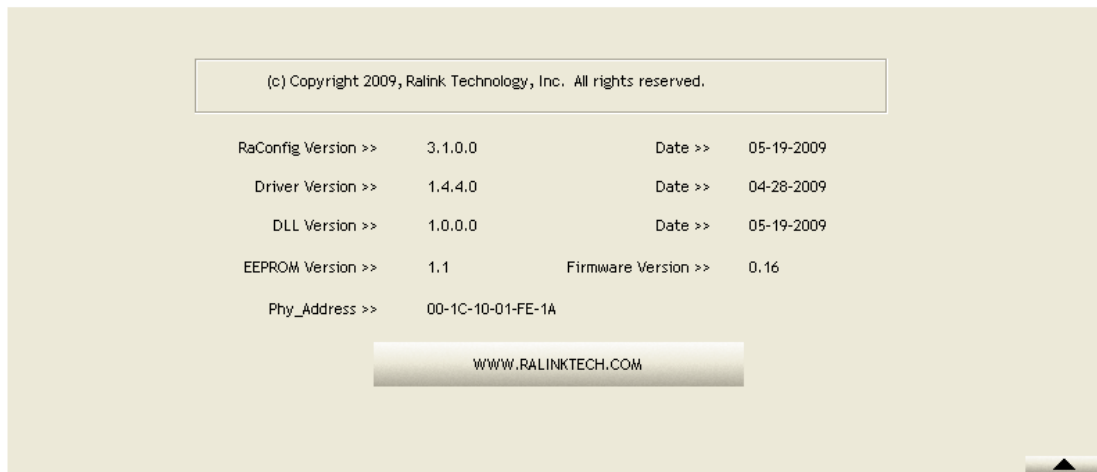 (c) Copyright 2009, Ralink Technology, Inc. All rights reserved.
RaConfig Version >> 3.1.0.0 Date >> 05-19-2009
Driver Version >> 1.4.4.0 Date >> 04-28-2009
DLL Version >> 1.0.0.0 Date >> 05-19-2009
EEPROM Version >> 1.1 Firmware Version >> 0.16
Phy_Address >> 00-1C-10-01-FE-1A
WWW.RALINKTECH.COM